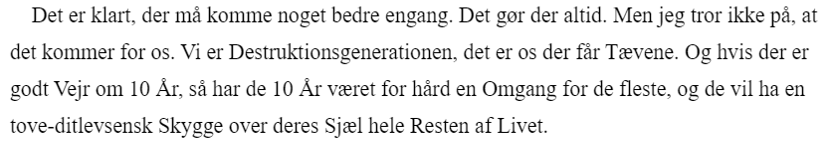 Det er klart, der må komme noget bedre engang. Det gør der altid. Men jeg tror ikke på, at
det kommer for os. Vi er Destruktionsgenerationen, det er os der får Tævene. Og hvis der er
godt Vejr om 10 År, så har de 10 År været for hård en Omgang for de fleste, og de vil ha en
tove-ditlevsensk Skygge over deres Sjæl hele Resten af Livet.